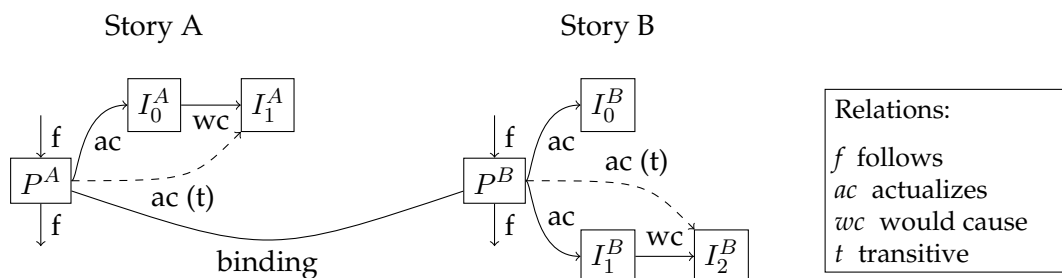 Story A
Story B
I_0^A
I_1^A
wc
ac
f
P^A
ac (t)
f
binding
I_0^B
f
ac
ac (t)
P^B
f
ac
I_1^B
wc
I_2^B
Relations:
f follows
ac actualizes
wc would cause
t transitive